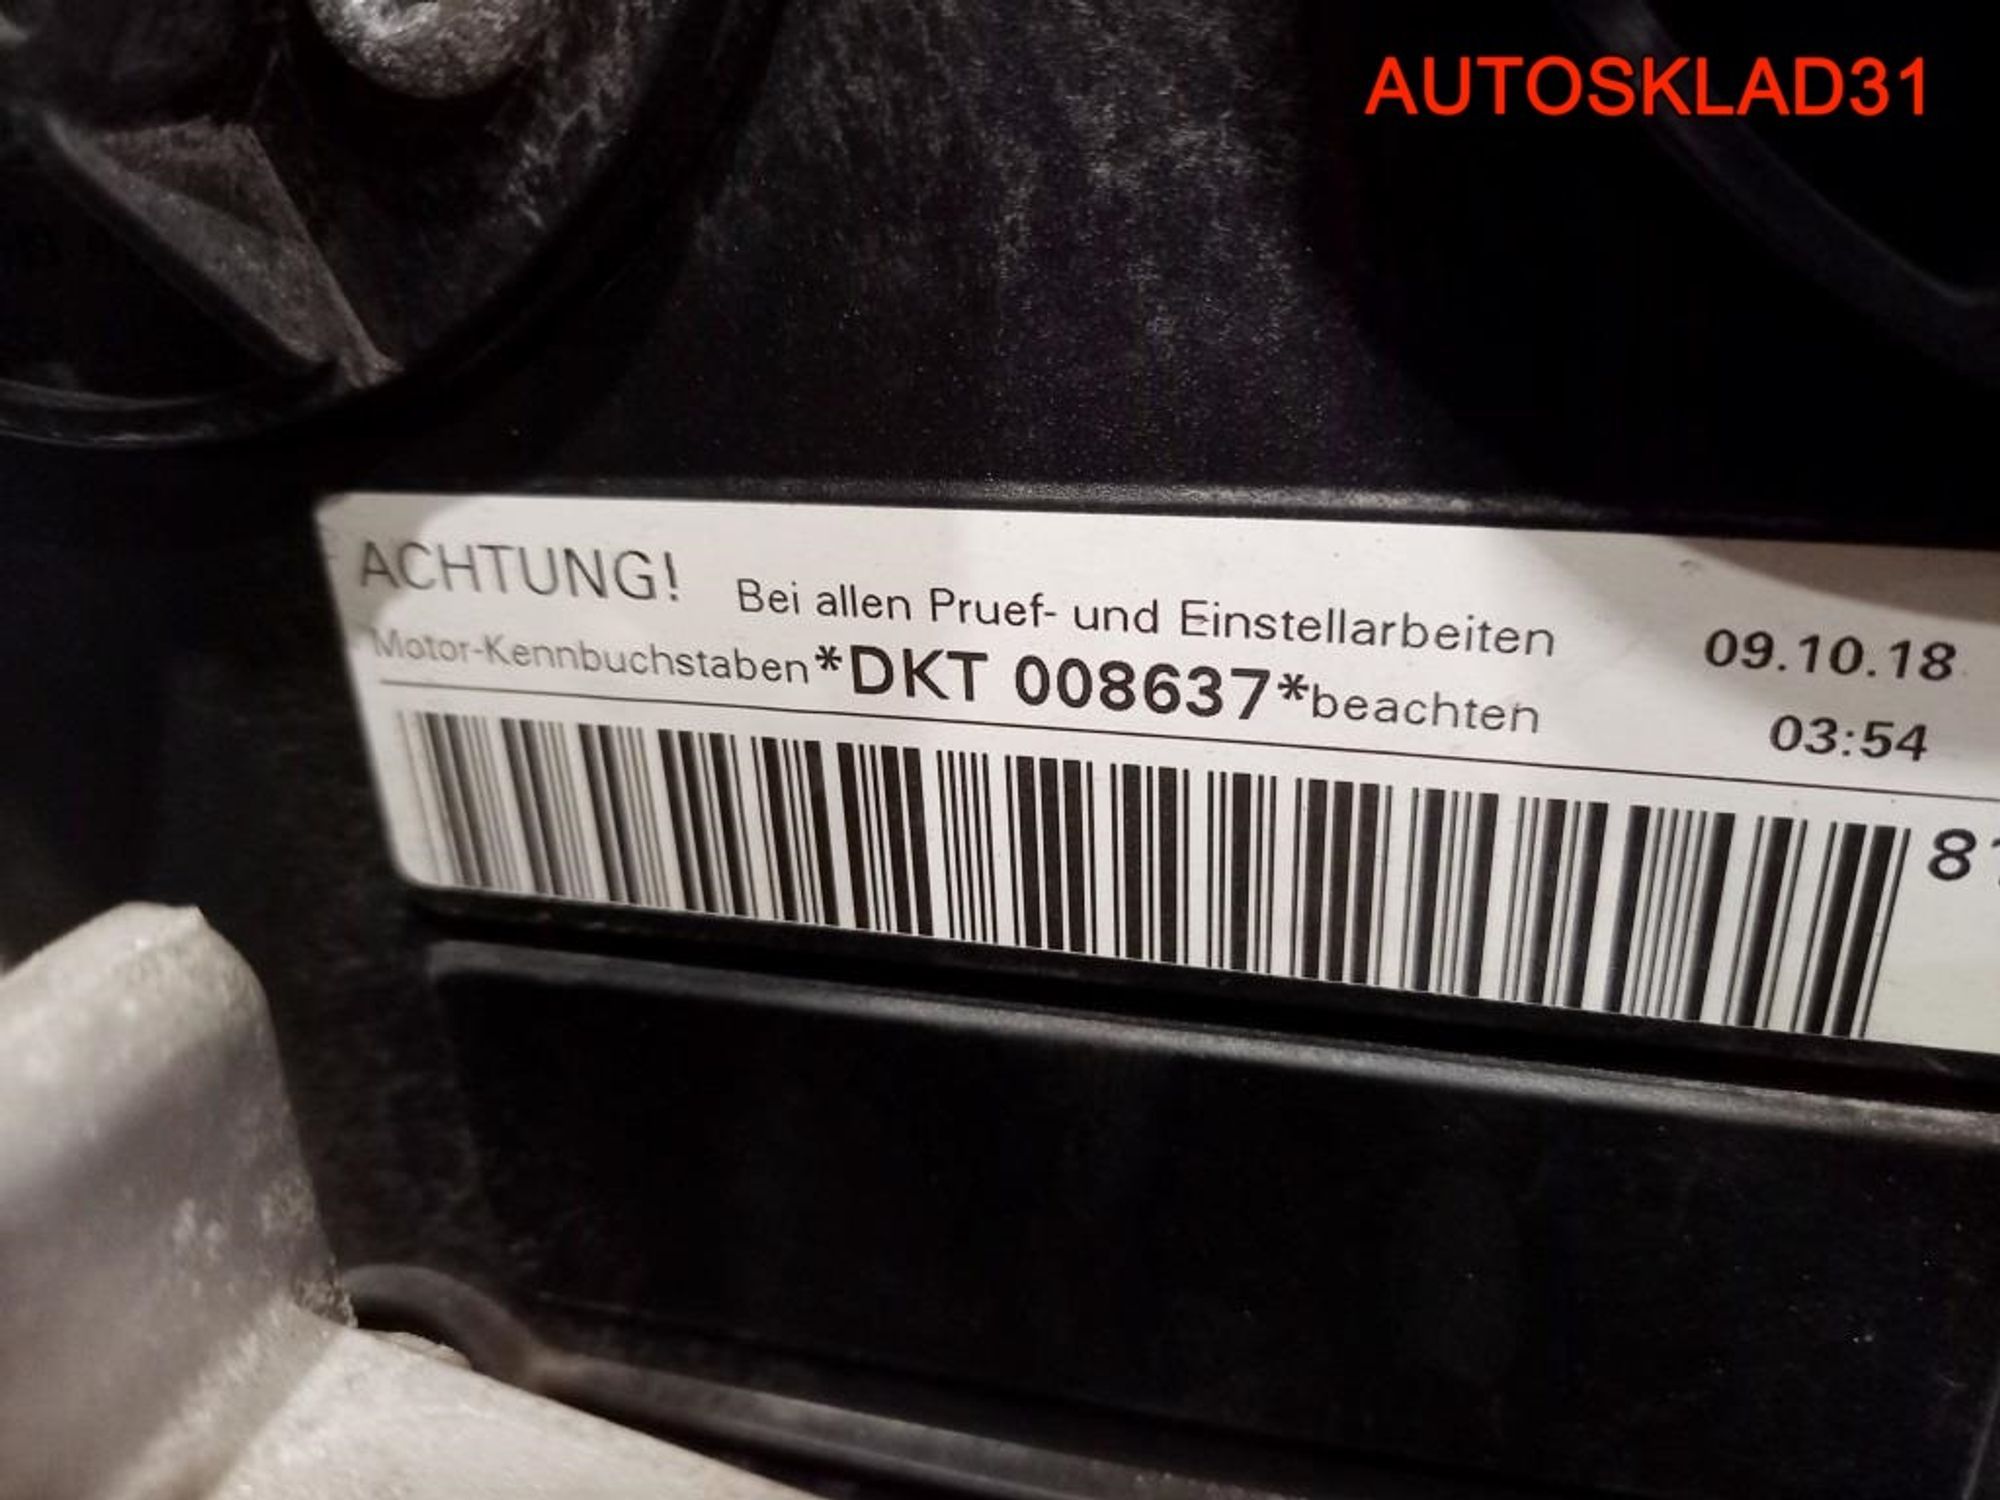 AUTOSKLAD31
ACHTUNG! Bei allen Pruef- und Einstellarbeiten 09.10.18
Motor-Kennbuchstaben *DKT 008637* beachten 03:54